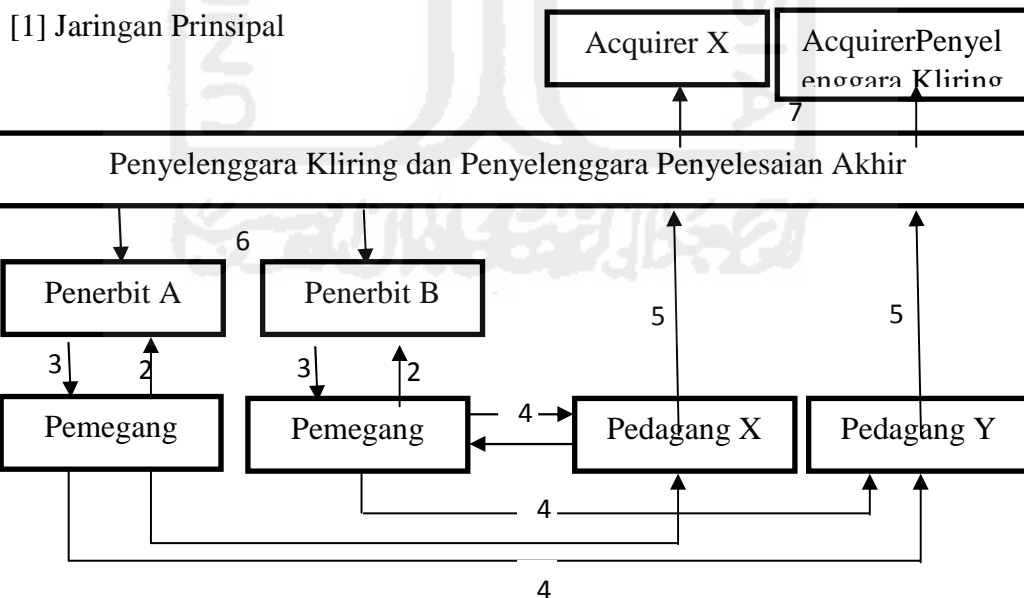 [1] Jaringan Prinsipal
Acquirer X
AcquirerPenyel
enggara Kliring
7
Penyelenggara Kliring dan Penyelenggara Penyelesaian Akhir
6
Penerbit A
Penerbit B
5
5
3
2
3
2
Pemegang
Pemegang
4
Pedagang X
Pedagang Y
4
4